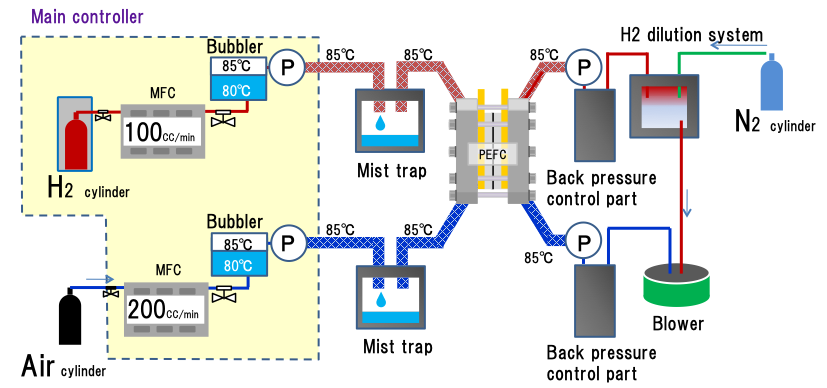 Main controller
Bubbler
85℃
80℃
P
MFC
100cc/min
H2 cylinder
85℃
85℃
Mist trap
PEFC
85℃
P
Back pressure
control part
H2 dilution system
N2 cylinder
Bubbler
85℃
80℃
P
MFC
200cc/min
Air cylinder
85℃
85℃
Mist trap
85℃
P
Back pressure
control part
Blower